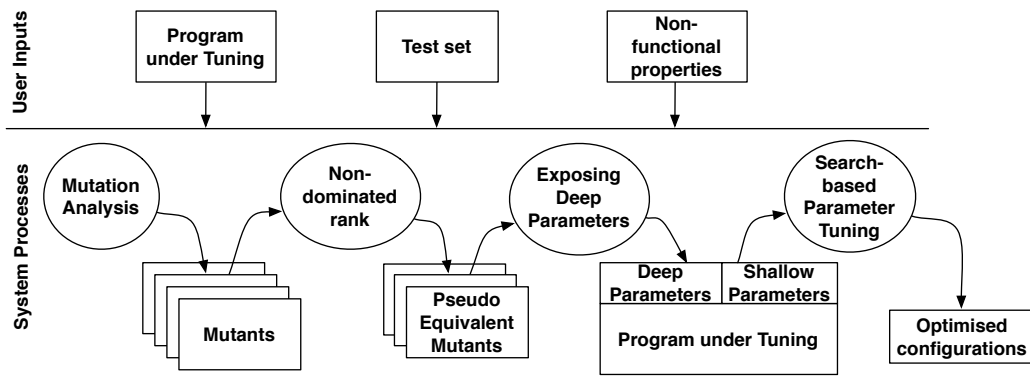 User Inputs
Program
under Tuning
Test set
Non-
functional
properties
System Processes
Mutation
Analysis
Non-
dominated
rank
Exposing
Deep
Parameters
Search-
based
Parameter
Tuning
Mutants
Pseudo
Equivalent
Mutants
Deep
Parameters
Shallow
Parameters
Program under Tuning
Optimised
configurations